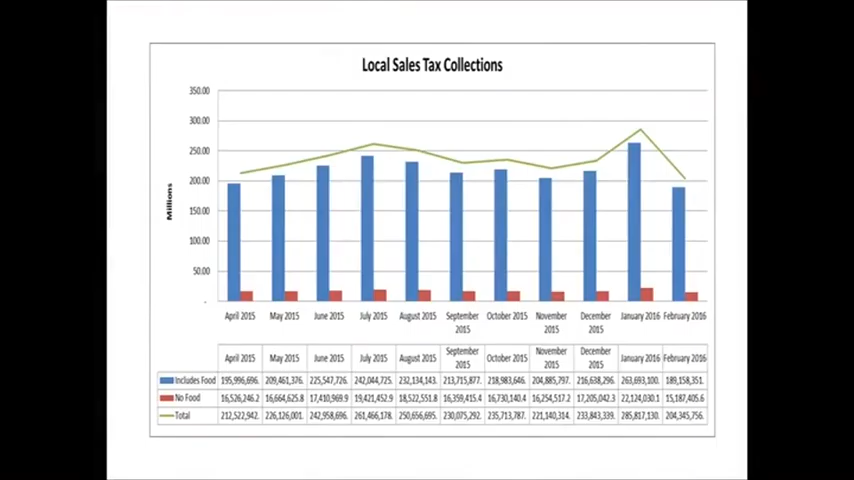 Local Sales Tax Collections
350.00
300.00
250.00
200.00
150.00
100.00
50.00
-
Millions
April 2015 May 2015 June 2015 July 2015 August 2015 September 2015 October 2015 November 2015 December 2015 January 2016 February 2016
April 2015 May 2015 June 2015 July 2015 August 2015 September 2015 October 2015 November 2015 December 2015 January 2016 February 2016
Includes Food 195,996,696. 209,461,376. 225,547,726. 242,044,725. 232,134,143. 213,715,877. 218,983,646. 204,885,797. 216,638,296. 263,693,100. 189,158,351.
No Food 16,526,246.2 16,664,625.8 17,410,969.9 19,421,452.9 18,522,551.8 16,359,415.4 16,730,140.4 16,254,517.2 17,205,042.3 22,124,030.1 15,187,405.6
Total 212,522,942. 226,126,001. 242,958,696. 261,466,178. 250,656,695. 230,075,292. 235,713,787. 221,140,314. 233,843,339. 285,817,130. 204,345,756.